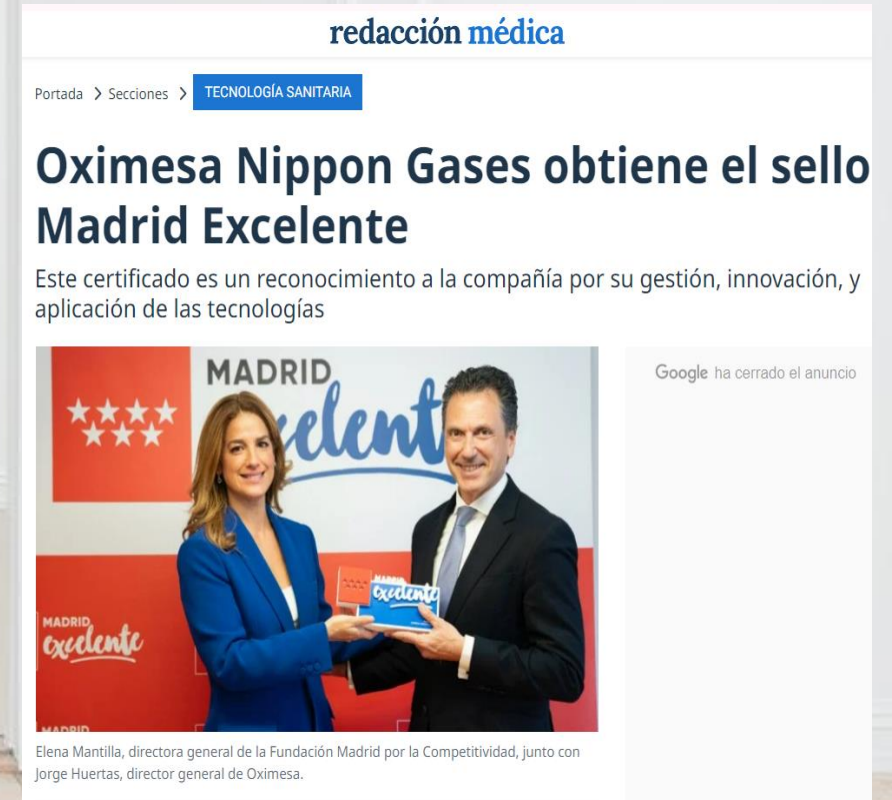 redacción médica
Portada > Secciones > TECNOLOGÍA SANITARIA
Oximesa Nippon Gases obtiene el sello
Madrid Excelente
Este certificado es un reconocimiento a la compañía por su gestión, innovación, y
aplicación de las tecnologías
Google ha cerrado el anuncio
MADRID
excelente
MADRID
excelente
MADRID
excelente
MADRID
Elena Mantilla, directora general de la Fundación Madrid por la Competitividad, junto con
Jorge Huertas, director general de Oximesa.